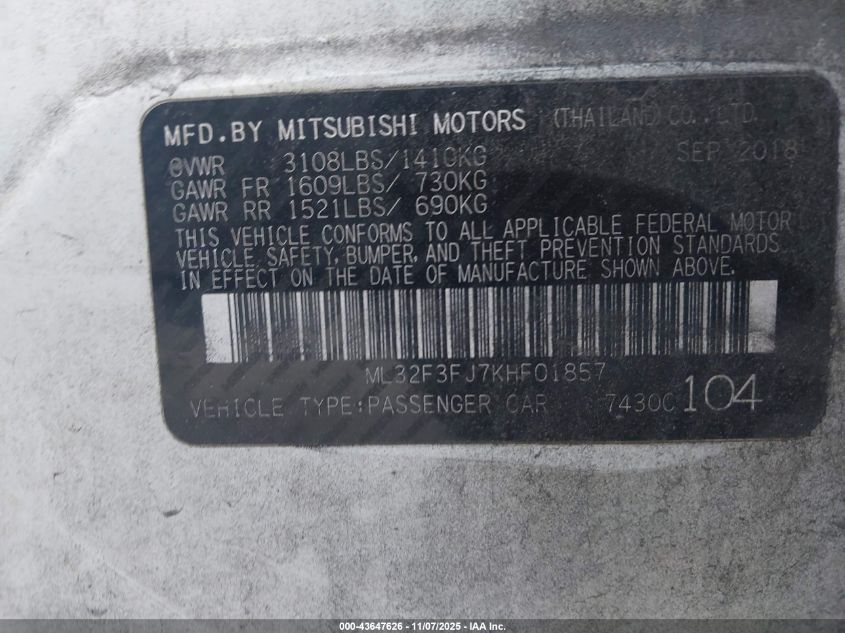 MFD.BY MITSUBISHI MOTORS (THAILAND) CO., LTD.
GVWR 3108LBS/1410KG SEP 2018
GAWR FR 1609LBS/ 730KG
GAWR RR 1521LBS/ 690KG
THIS VEHICLE CONFORMS TO ALL APPLICABLE FEDERAL MOTOR
VEHICLE SAFETY, BUMPER, AND THEFT PREVENTION STANDARDS
IN EFFECT ON THE DATE OF MANUFACTURE SHOWN ABOVE.
ML32F3FJ7KHF01857
VEHICLE TYPE:PASSENGER CAR 7430C 104
000-43647626 - 11/07/2025 - IAA Inc.